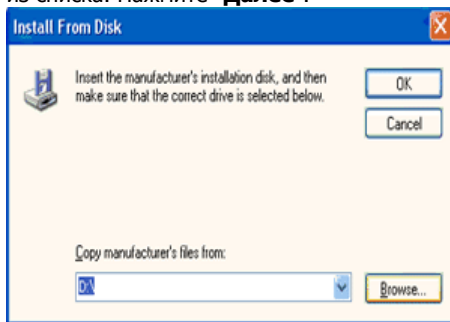 из списка. Нажмите "Далее".
Install From Disk
Insert the manufacturer's installation disk, and then
make sure that the correct drive is selected below.
OK
Cancel
Copy manufacturer's files from:
D:\
Browse...